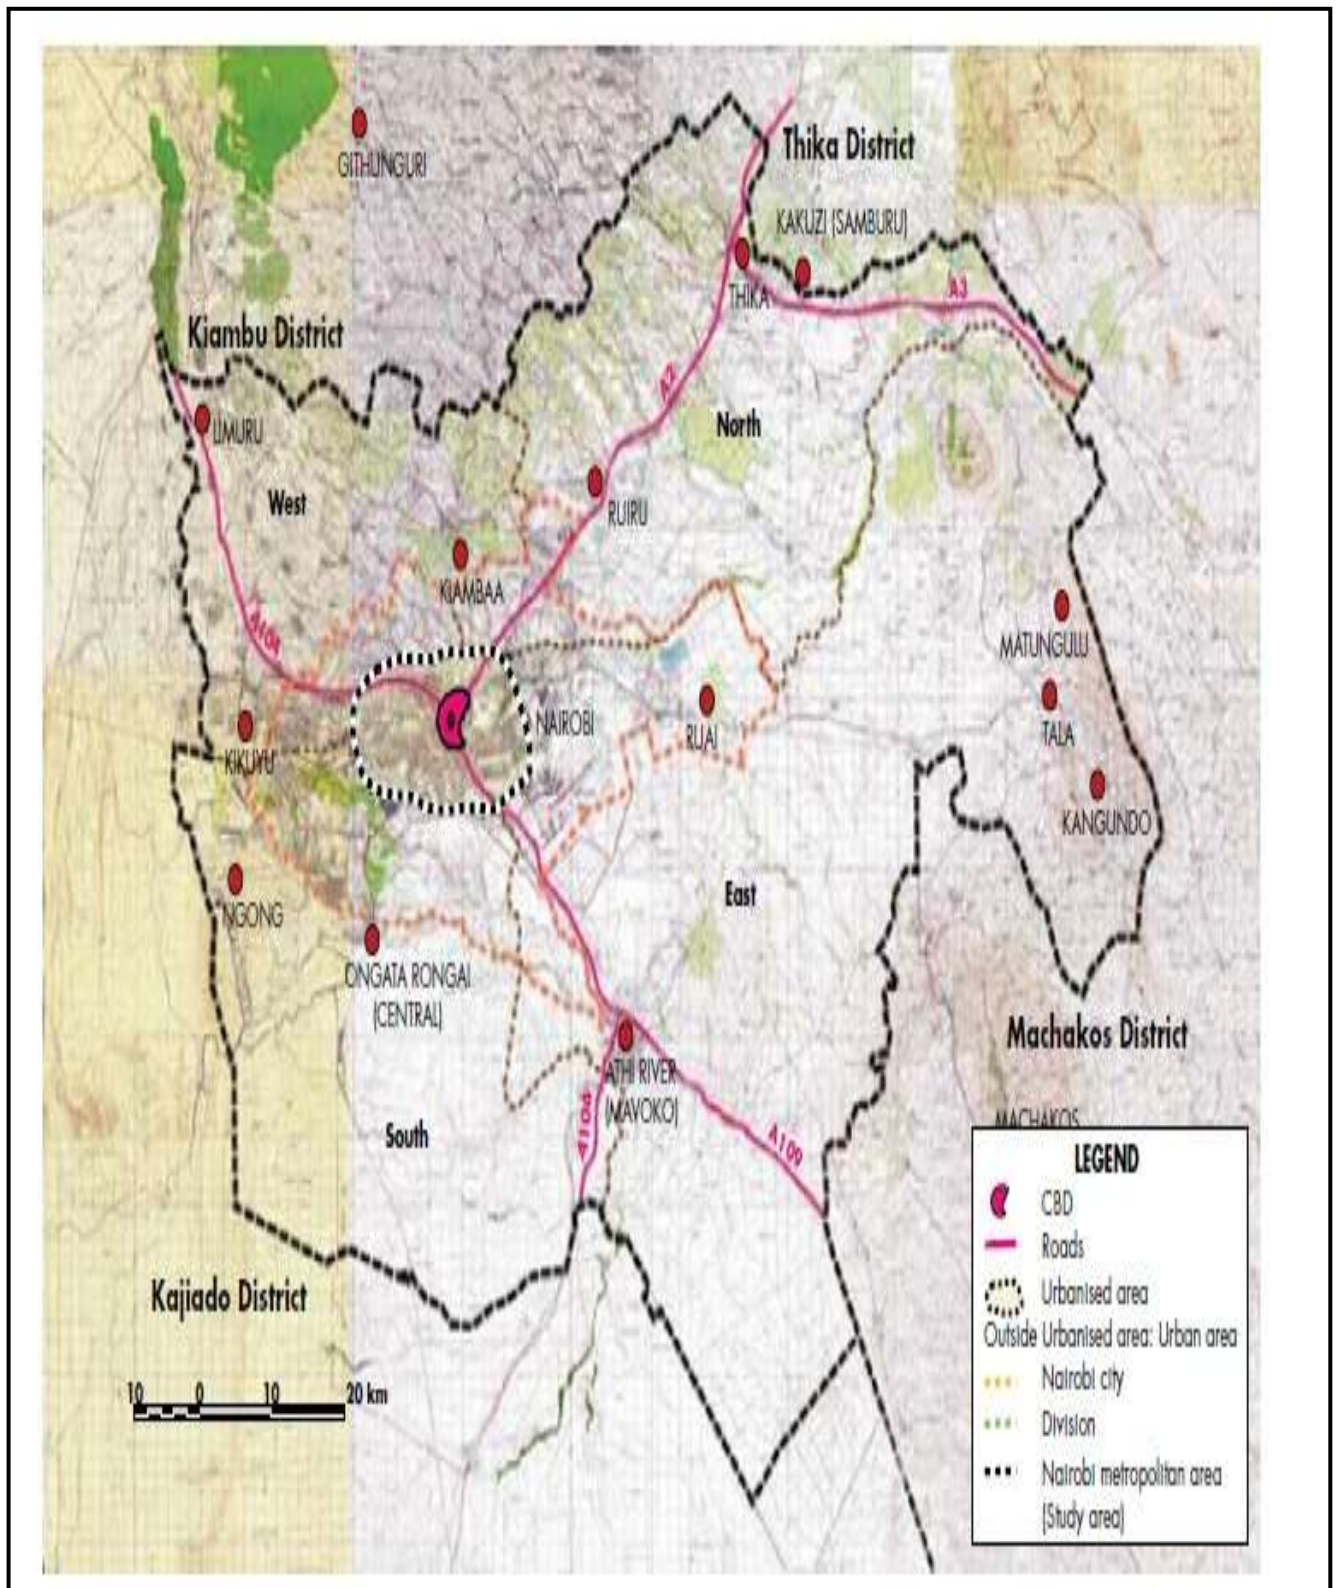 Thika District
GITHUNGURI
KAKUZI (SAMBURU)
THIKA
A3
Kiambu District
A2
LIMURU
North
West
RUIRU
KIAMBAA
A104
MATUNGULU
NAIROBI
RUAI
TALA
KIKUYU
KANGUNDO
East
NGONG
ONGATA RONGAI
(CENTRAL)
Machakos District
ATHI RIVER
(MAVOKO)
A104
South
A109
MACHAKOS
LEGEND
CBD
Roads
Urbanised area
Outside Urbanised area: Urban area
Nairobi city
Division
Nairobi metropolitan area
(Study area)
Kajiado District
10 0 10 20 km